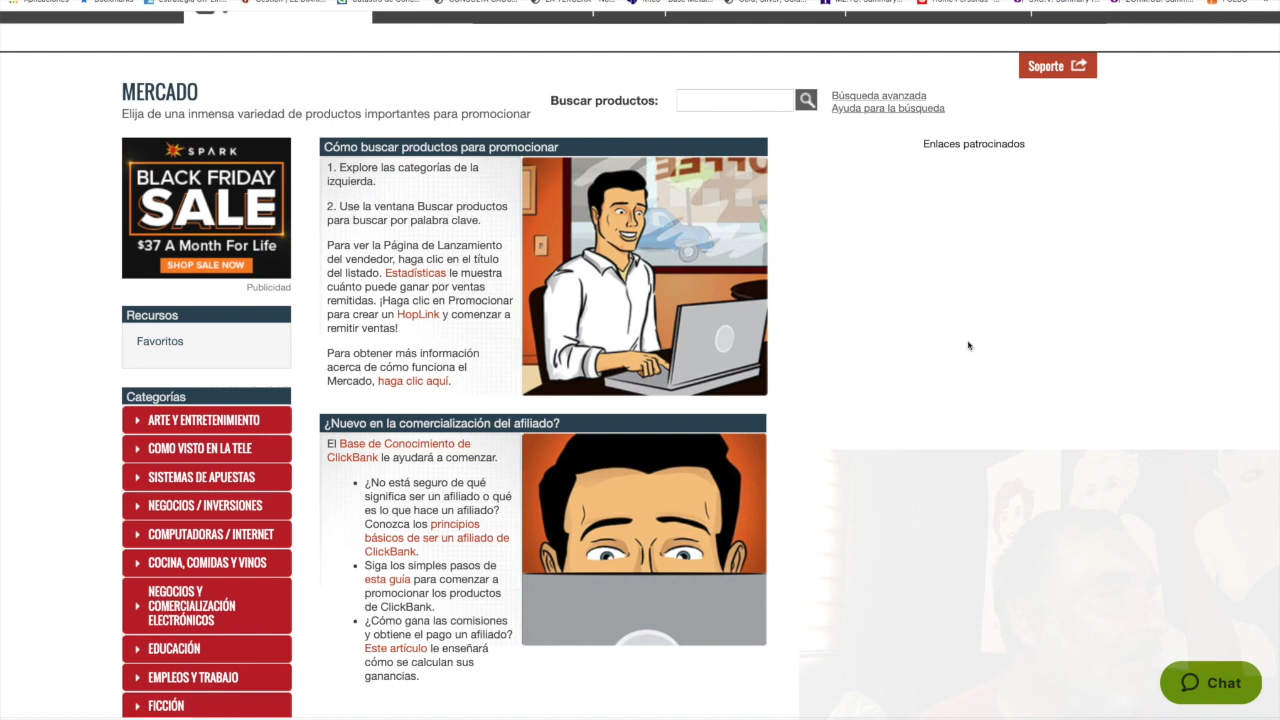 Aplicaciones
Bookmarks
Soporte
MERCADO
Elija de una inmensa variedad de productos importantes para promocionar
Buscar productos:
Búsqueda avanzada
Ayuda para la búsqueda
SPARK
BLACK FRIDAY
SALE
$37 A Month For Life
SHOP SALE NOW
Publicidad
Recursos
Favoritos
Categorías
ARTE Y ENTRETENIMIENTO
COMO VISTO EN LA TELE
SISTEMAS DE APUESTAS
NEGOCIOS / INVERSIONES
COMPUTADORAS / INTERNET
COCINA, COMIDAS Y VINOS
NEGOCIOS Y
COMERCIALIZACIÓN
ELECTRÓNICOS
EDUCACIÓN
EMPLEOS Y TRABAJO
FICCIÓN
Cómo buscar productos para promocionar
1. Explore las categorías de la
izquierda.
2. Use la ventana Buscar productos
para buscar por palabra clave.
Para ver la Página de Lanzamiento
del vendedor, haga clic en el título
del listado. Estadísticas le muestra
cuánto puede ganar por ventas
remitidas. ¡Haga clic en Promocionar
para crear un HopLink y comenzar a
remitir ventas!
Para obtener más información
acerca de cómo funciona el
Mercado, haga clic aquí.
¿Nuevo en la comercialización del afiliado?
El Base de Conocimiento de
ClickBank le ayudará a comenzar.
• ¿No está seguro de qué
significa ser un afiliado o qué
es lo que hace un afiliado?
Conozca los principios
básicos de ser un afiliado de
ClickBank.
• Siga los simples pasos de
esta guía para comenzar a
promocionar los productos
de ClickBank.
• ¿Cómo gana las comisiones
y obtiene el pago un afiliado?
Este artículo le enseñará
cómo se calculan sus
ganancias.
Enlaces patrocinados
Chat